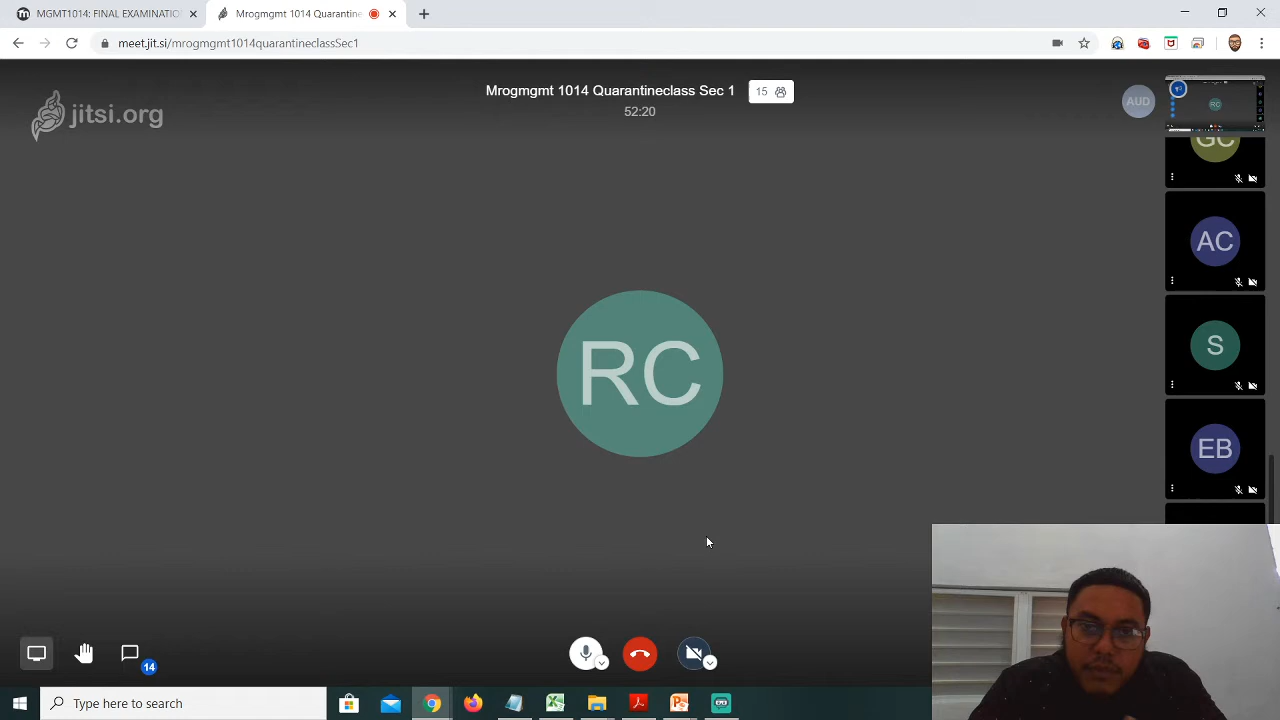 MGMT1014: FINAL EXAMINATIO
Mrogmgmt 1014 Quarantine
meet.jit.si/mrogmgmt1014quarantineclassSec1
jitsi.org
Mrogmgmt 1014 Quarantineclass Sec 1
15
52:20
AUD
RC
GC
AC
S
EB
RC
14
Type here to search